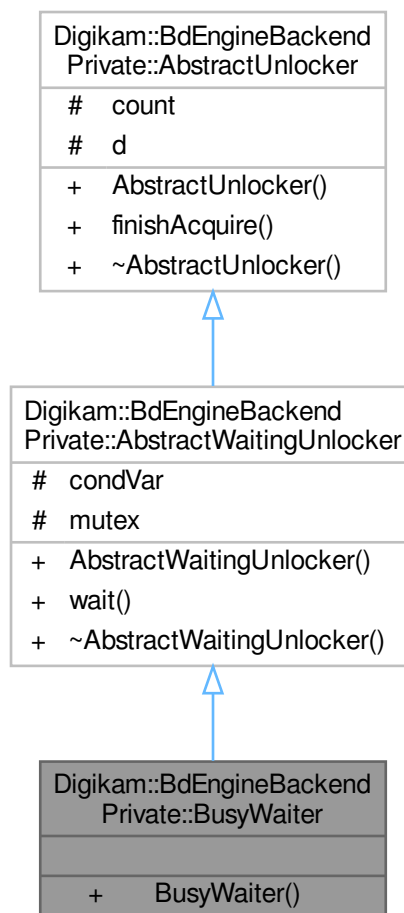 Digikam::BdEngineBackend
Private::AbstractUnlocker
# count
# d
+ AbstractUnlocker()
+ finishAcquire()
+ ~AbstractUnlocker()
Digikam::BdEngineBackend
Private::AbstractWaitingUnlocker
# condVar
# mutex
+ AbstractWaitingUnlocker()
+ wait()
+ ~AbstractWaitingUnlocker()
Digikam::BdEngineBackend
Private::BusyWaiter
+ BusyWaiter()